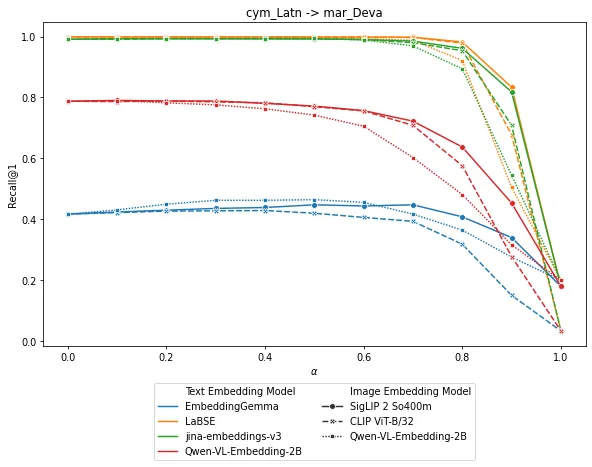 cym_Latn -> mar_Deva
Recall@1
1.0
0.8
0.6
0.4
0.2
0.0
0.0 0.2 0.4 0.6 0.8 1.0
α
Text Embedding Model
EmbeddingGemma
LaBSE
jina-embeddings-v3
Qwen-VL-Embedding-2B
Image Embedding Model
SigLIP 2 So400m
CLIP ViT-B/32
Qwen-VL-Embedding-2B